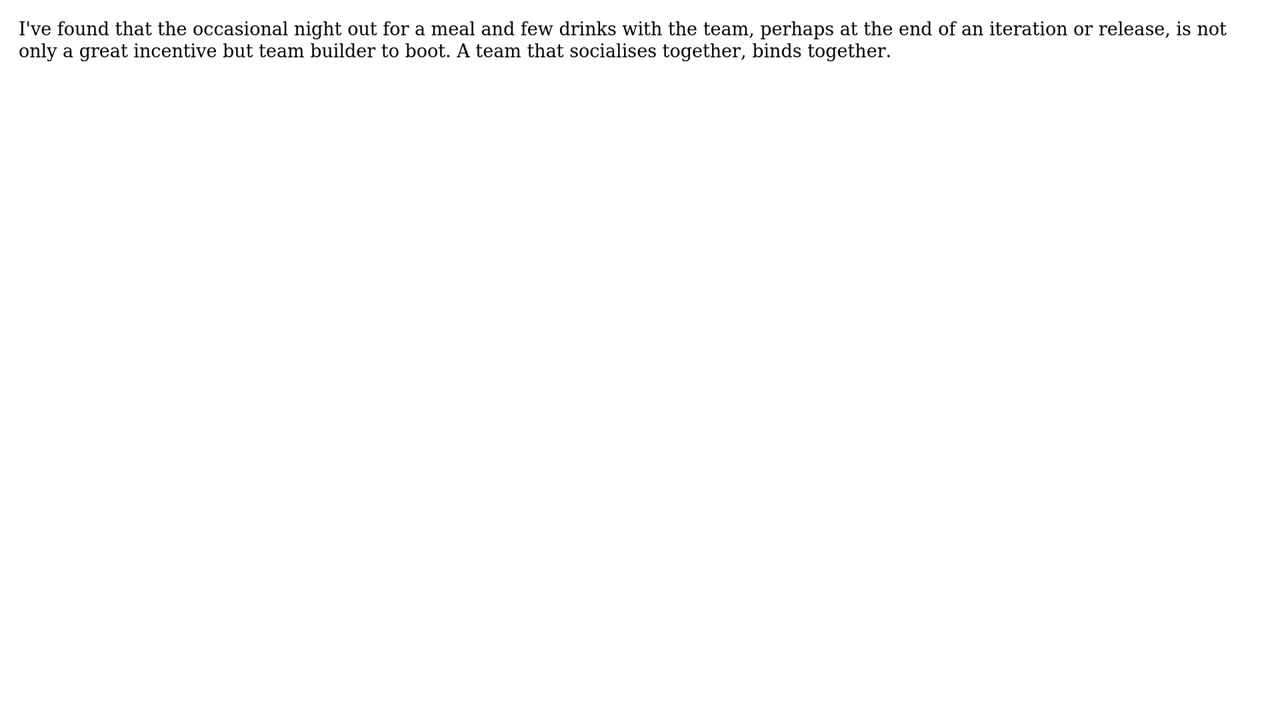 I've found that the occasional night out for a meal and few drinks with the team, perhaps at the end of an iteration or release, is not
only a great incentive but team builder to boot. A team that socialises together, binds together.